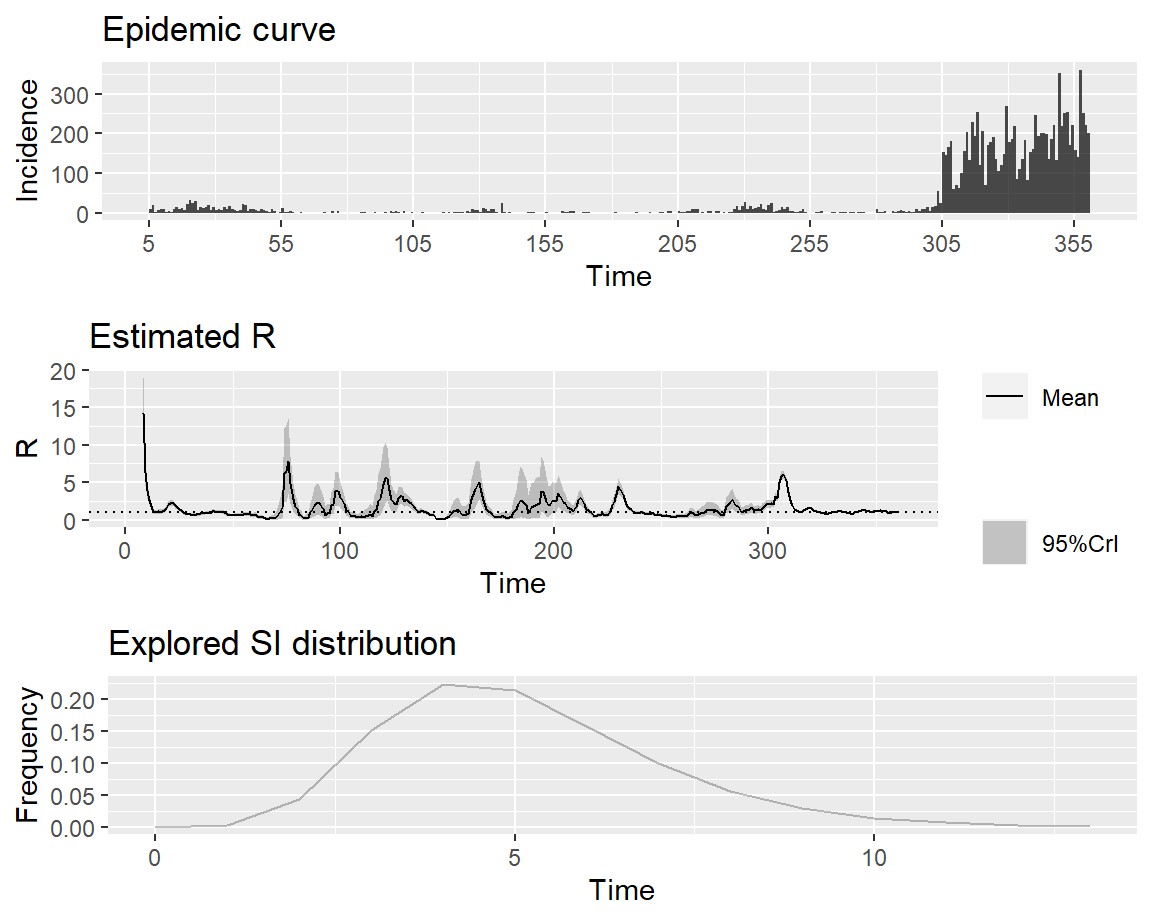 Epidemic curve
Incidence
300
200
100
0
5 55 105 155 205 255 305 355
Time
Estimated R
R
20
15
10
5
0
0 100 200 300
Time
Mean
95%CrI
Explored SI distribution
Frequency
0.20
0.15
0.10
0.05
0.00
0 5 10
Time